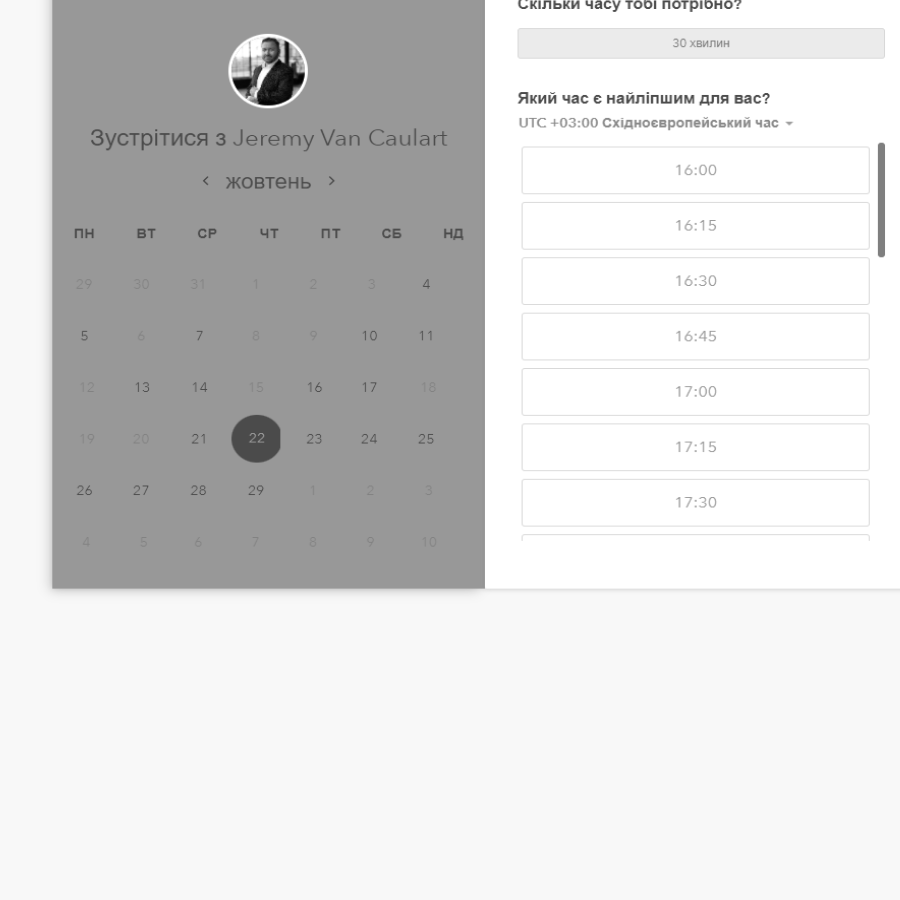 Зустрітися з Jeremy Van Caulart
жовтень
ПН ВТ СР ЧТ ПТ СБ НД
29 30 31 1 2 3 4
5 6 7 8 9 10 11
12 13 14 15 16 17 18
19 20 21 22 23 24 25
26 27 28 29 1 2 3
4 5 6 7 8 9 10
Скільки часу тобі потрібно?
30 хвилин
Який час є найліпшим для вас?
UTC +03:00 Східноєвропейський час
16:00
16:15
16:30
16:45
17:00
17:15
17:30